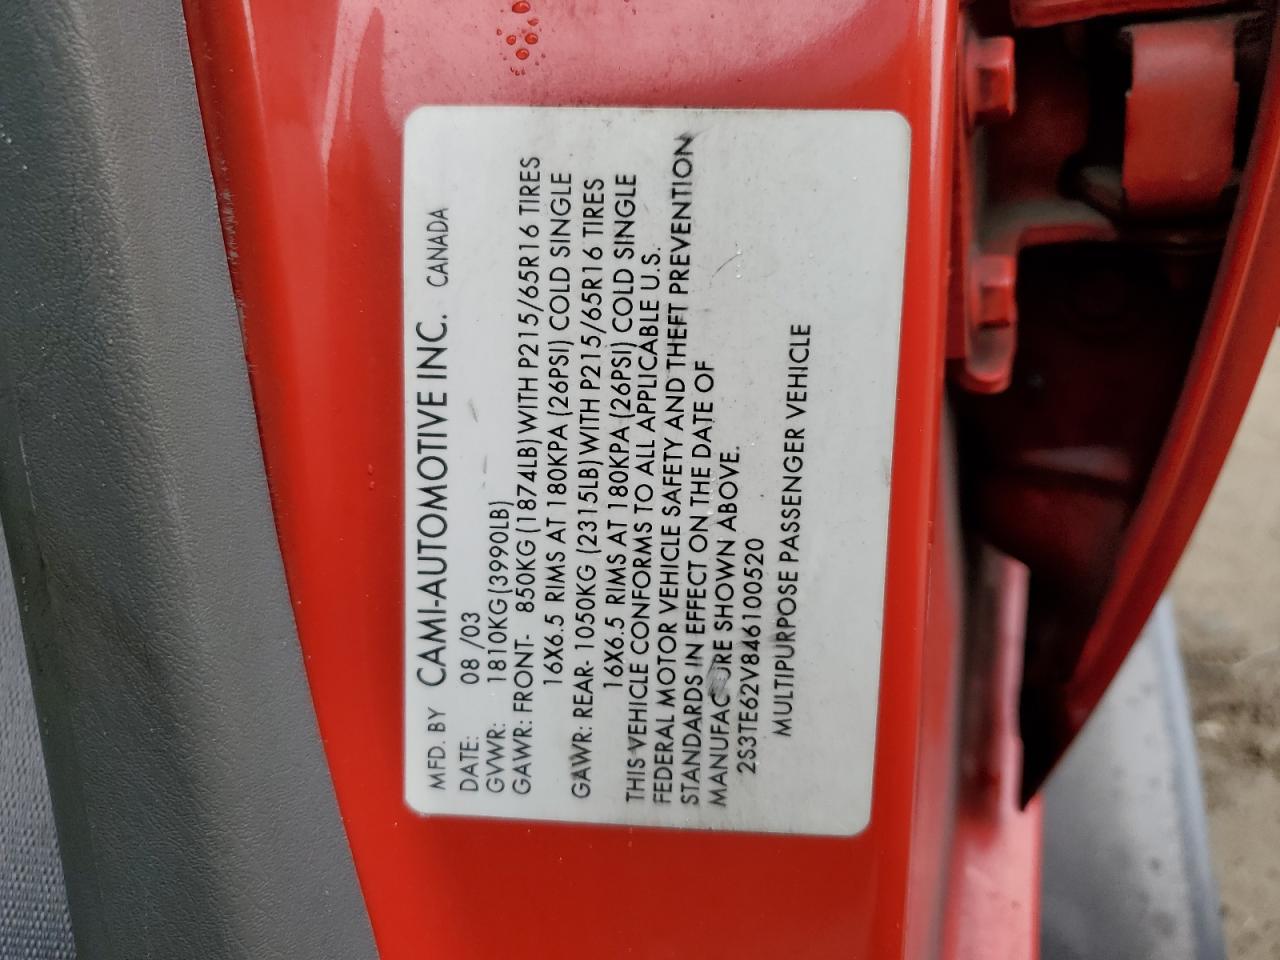 MFD. BY CAMI-AUTOMOTIVE INC. CANADA
DATE: 08 /03
GVWR: 1810KG(3990LB)
GAWR: FRONT- 850KG(1874LB)WITH P215/65R16 TIRES
16X6.5 RIMS AT 180KPA (26PSI) COLD SINGLE
GAWR: REAR- 1050KG (2315LB)WITH P215/65R16 TIRES
16X6.5 RIMS AT 180KPA (26PSI) COLD SINGLE
THIS VEHICLE CONFORMS TO ALL APPLICABLE U.S.
FEDERAL MOTOR VEHICLE SAFETY AND THEFT PREVENTION
STANDARDS IN EFFECT ON THE DATE OF
MANUFACTURE SHOWN ABOVE.
2S3TE62V846100520
MULTIPURPOSE PASSENGER VEHICLE